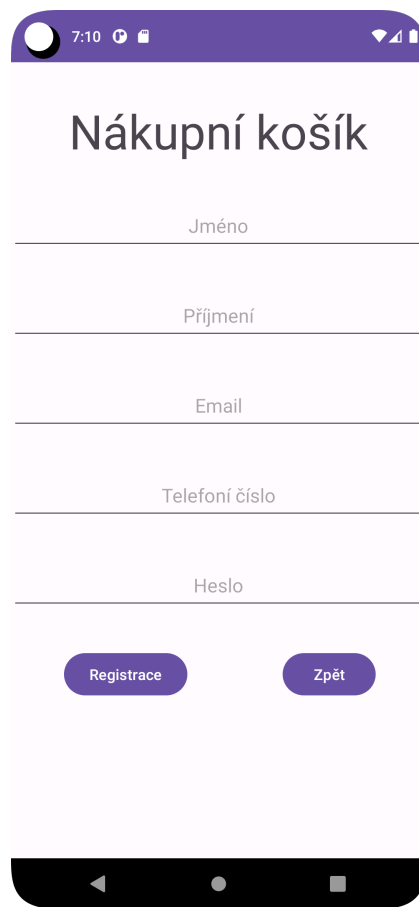 7:10
Nákupní košík
Jméno
Příjmení
Email
Telefoní číslo
Heslo
Registrace
Zpět